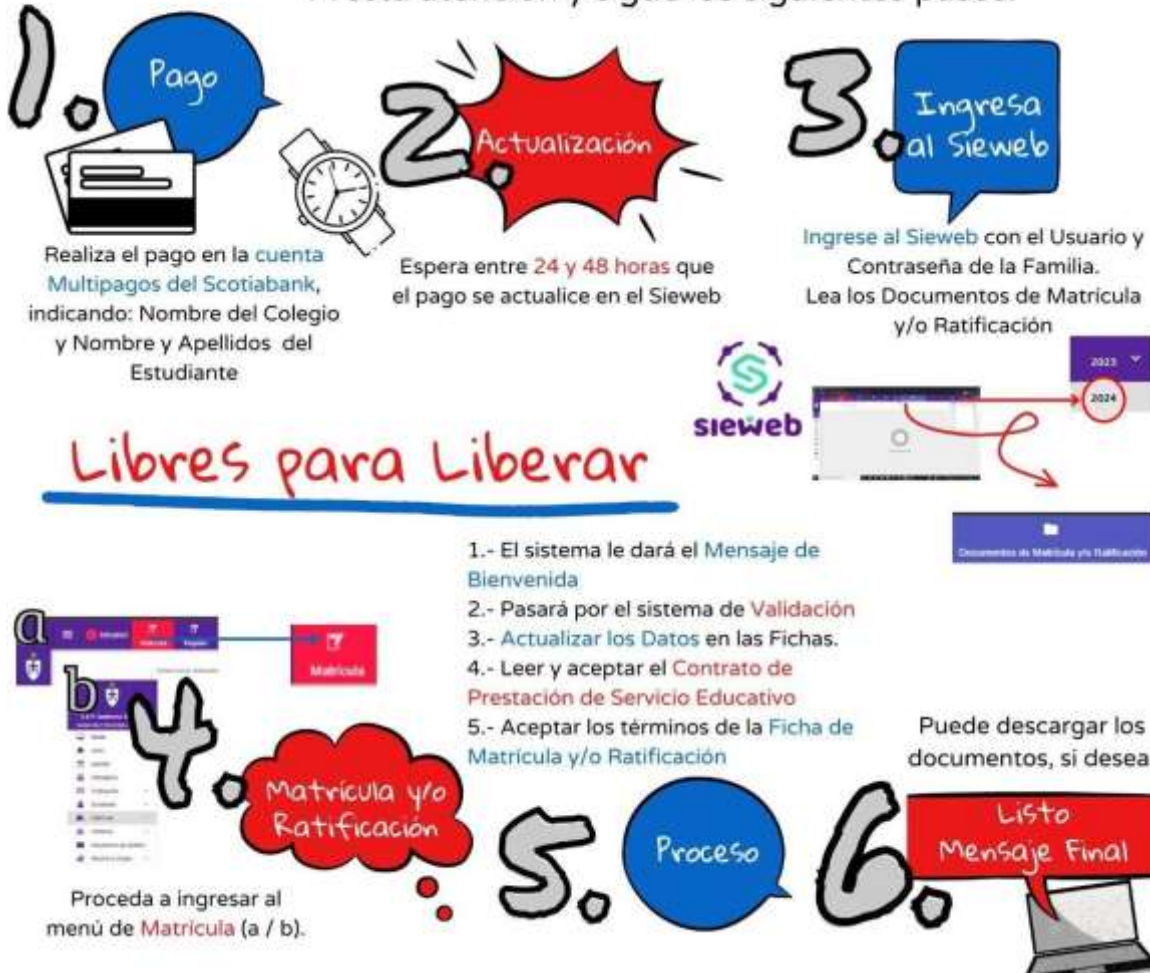 1.
Pago
Realiza el pago en la cuenta
Multipagos del Scotiabank,
indicando: Nombre del Colegio
y Nombre y Apellidos del
Estudiante
2.
Actualización
Espera entre 24 y 48 horas que
el pago se actualice en el Sieweb
3.
Ingresa
al Sieweb
Ingrese al Sieweb con el Usuario y
Contraseña de la Familia.
Lea los Documentos de Matrícula
y/o Ratificación
sieweb
2023
2024
Documentos de Matrícula y/o Ratificación
Libres para Liberar
a
Matrícula
b
4.
Matrícula y/o
Ratificación
Proceda a ingresar al
menú de Matrícula (a / b).
1.- El sistema le dará el Mensaje de
Bienvenida
2.- Pasará por el sistema de Validación
3.- Actualizar los Datos en las Fichas.
4.- Leer y aceptar el Contrato de
Prestación de Servicio Educativo
5.- Aceptar los términos de la Ficha de
Matrícula y/o Ratificación
5.
Proceso
Puede descargar los
documentos, si desea
6.
Listo
Mensaje Final